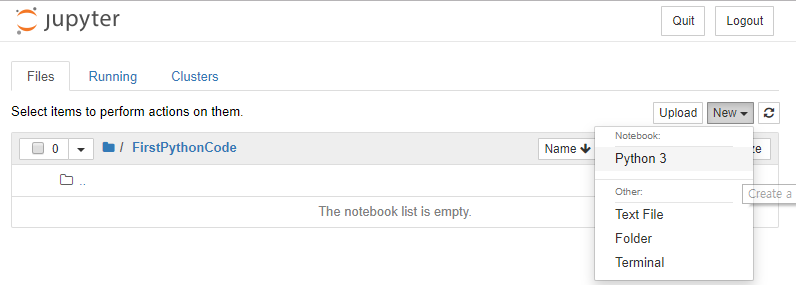 jupyter Quit Logout
Files Running Clusters
Select items to perform actions on them. Upload New
0 / FirstPythonCode Name ze
..
The notebook list is empty.
Notebook:
Python 3
Other:
Create a
Text File
Folder
Terminal